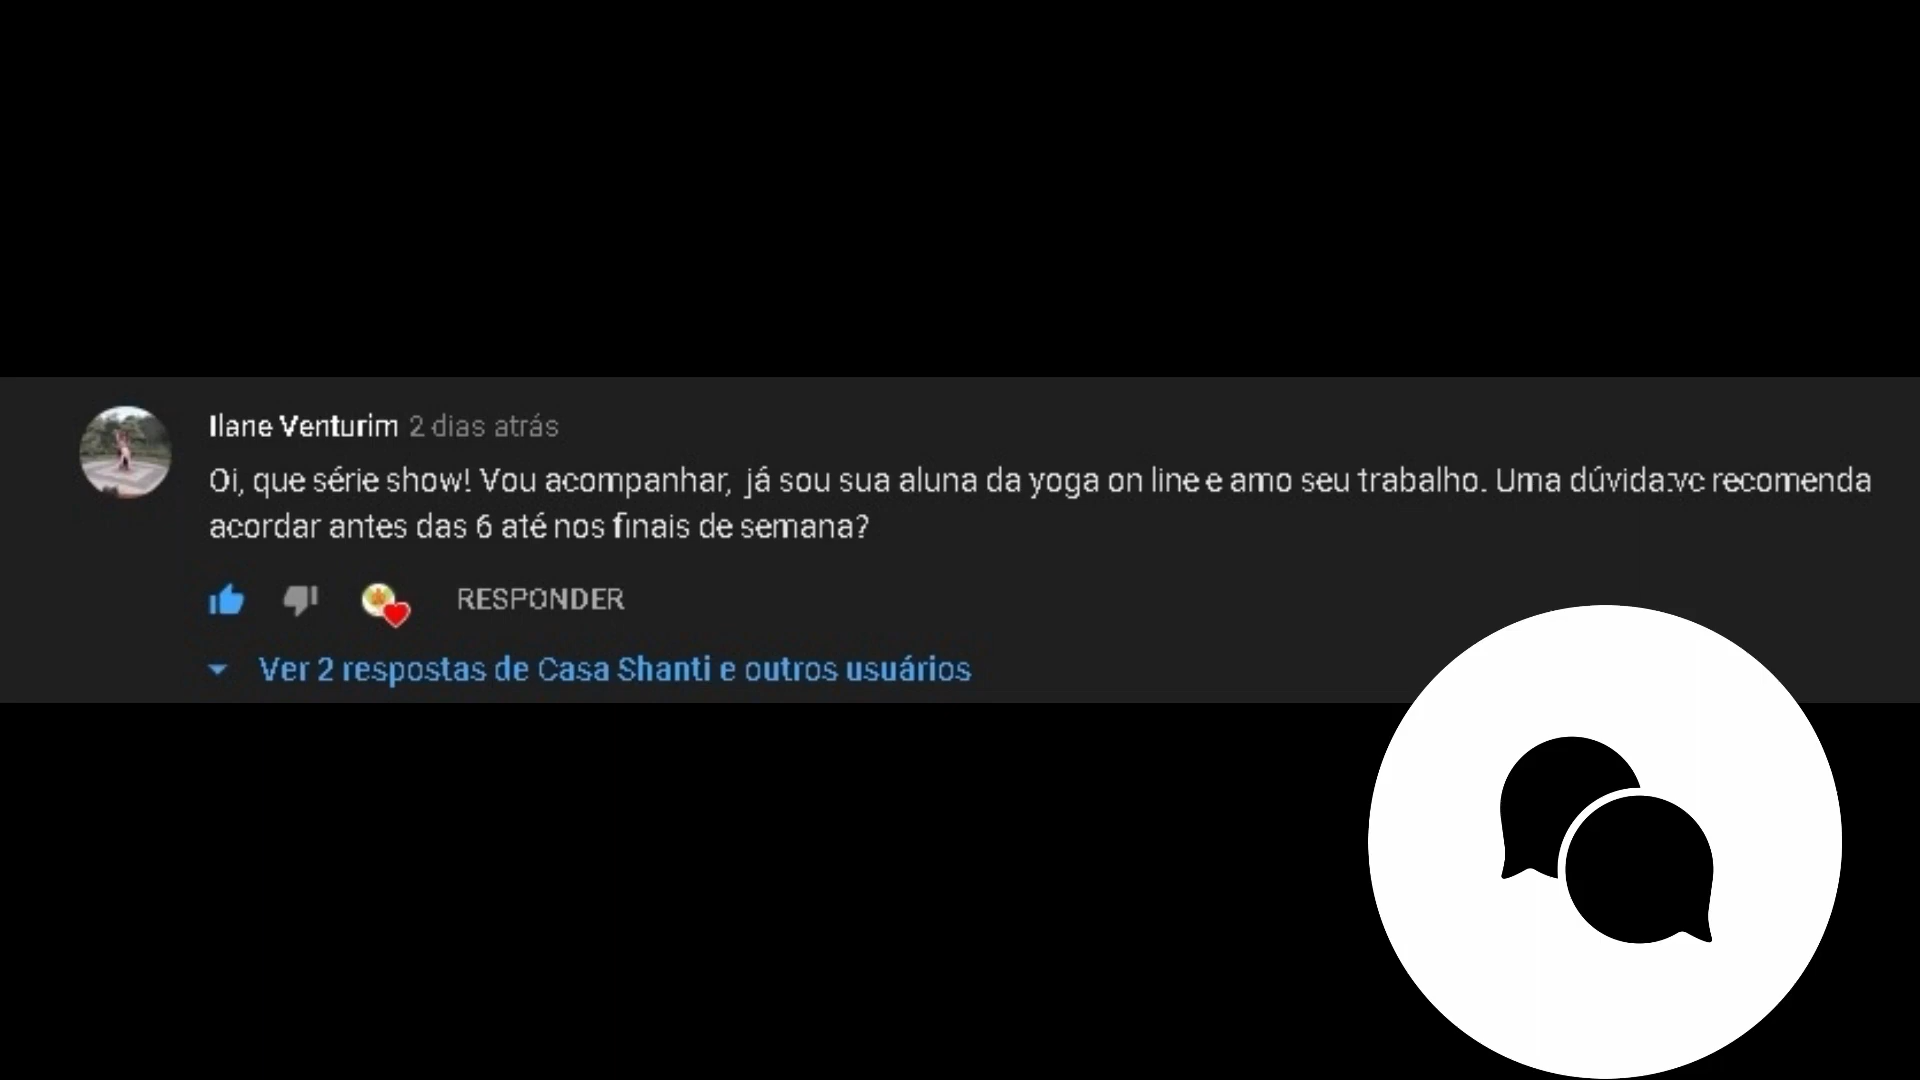 Ilane Venturim 2 dias atrás
Oi, que série show! Vou acompanhar, já sou sua aluna da yoga on line e amo seu trabalho. Uma dúvida:vc recomenda
acordar antes das 6 até nos finais de semana?
RESPONDER
Ver 2 respostas de Casa Shanti e outros usuários